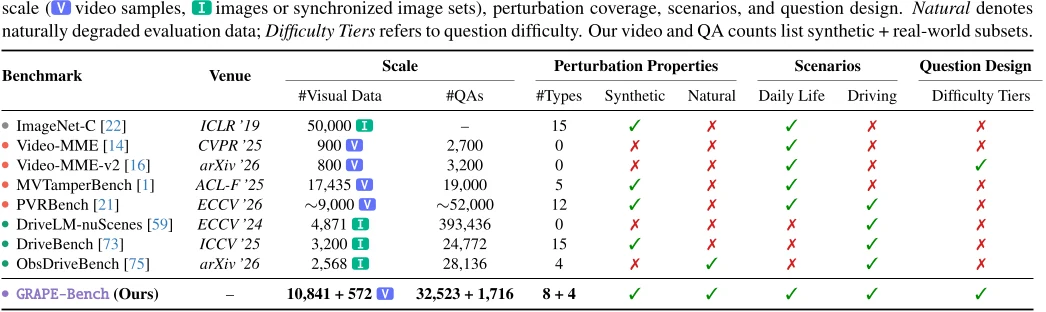 scale (V video samples, I images or synchronized image sets), perturbation coverage, scenarios, and question design. Natural denotes
naturally degraded evaluation data; Difficulty Tiers refers to question difficulty. Our video and QA counts list synthetic + real-world subsets.
Benchmark Venue Scale Perturbation Properties Scenarios Question Design
#Visual Data #QAs #Types Synthetic Natural Daily Life Driving Difficulty Tiers
ImageNet-C [22] ICLR '19 50,000 I – 15 ✓ ✗ ✓ ✗ ✗
Video-MME [14] CVPR '25 900 V 2,700 0 ✗ ✗ ✓ ✗ ✗
Video-MME-v2 [16] arXiv '26 800 V 3,200 0 ✗ ✗ ✓ ✗ ✓
MVTamperBench [1] ACL-F '25 17,435 V 19,000 5 ✓ ✗ ✓ ✗ ✗
PVRBench [21] ECCV '26 ~9,000 V ~52,000 12 ✓ ✗ ✓ ✓ ✗
DriveLM-nuScenes [59] ECCV '24 4,871 I 393,436 0 ✗ ✗ ✗ ✓ ✗
DriveBench [73] ICCV '25 3,200 I 24,772 15 ✓ ✗ ✗ ✓ ✗
ObsDriveBench [75] arXiv '26 2,568 I 28,136 4 ✗ ✓ ✗ ✓ ✗
GRAPE-Bench (Ours) – 10,841 + 572 V 32,523 + 1,716 8 + 4 ✓ ✓ ✓ ✓ ✓